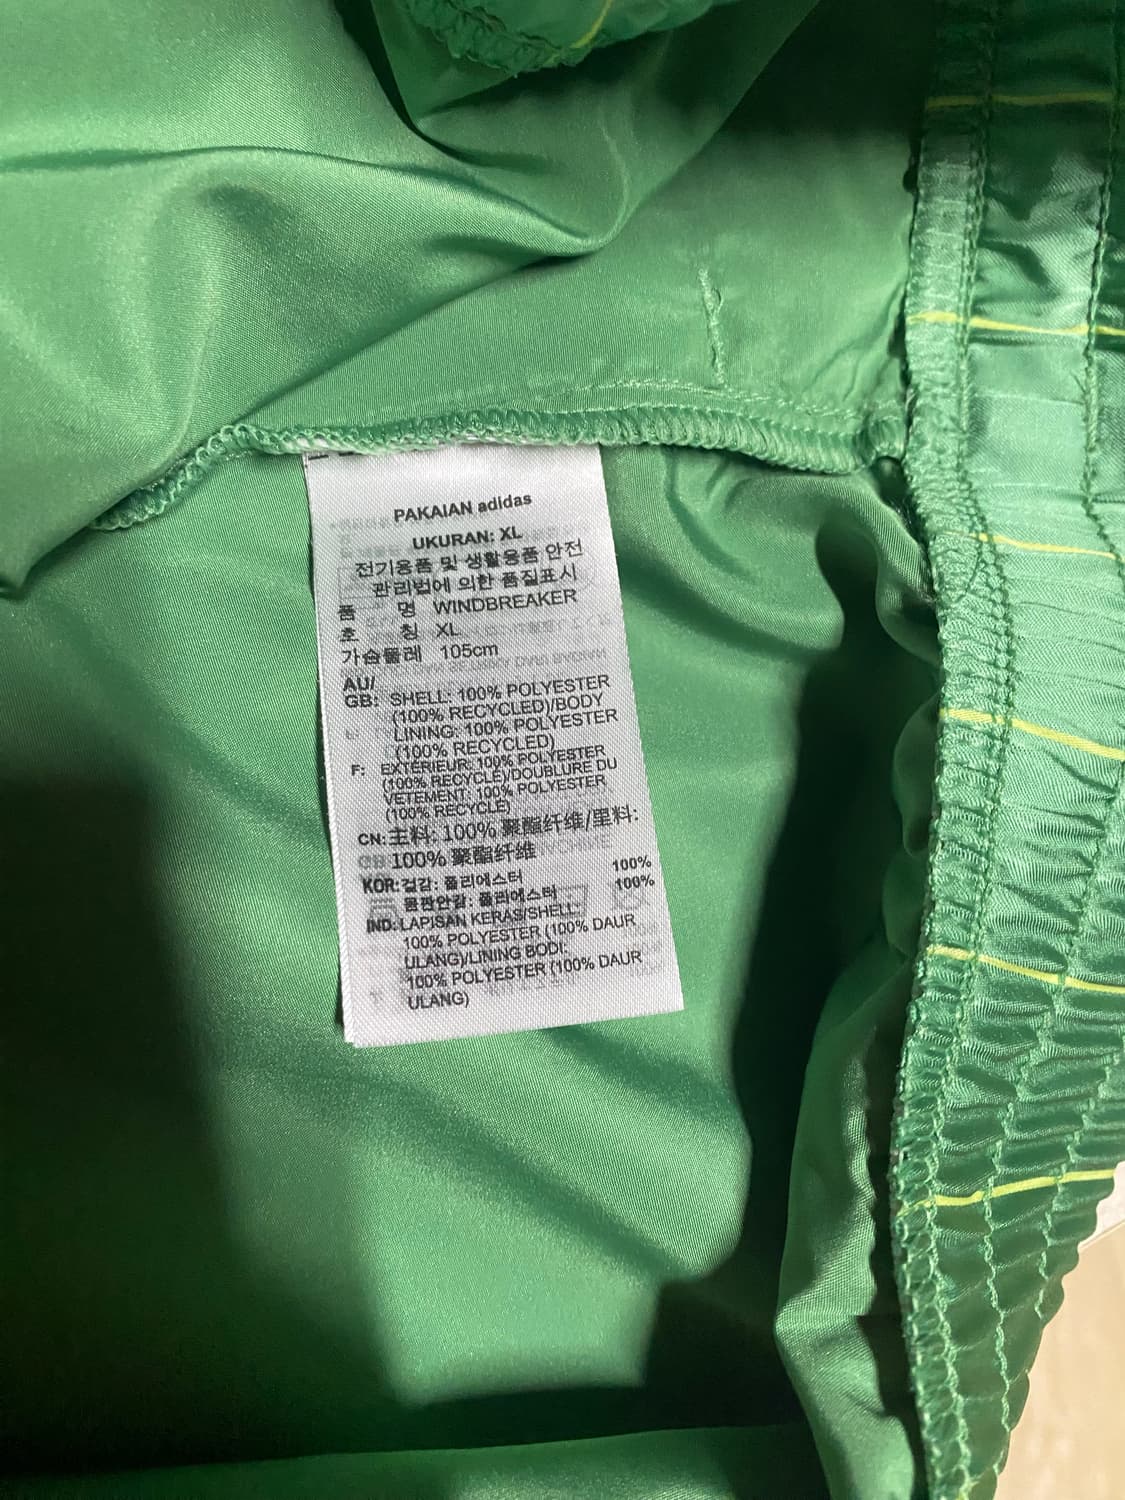 PAKAIAN adidas
UKURAN: XL
전기용품 및 생활용품 안전
관리법에 의한 품질표시
품 명 WINDBREAKER
호 칭 XL
가슴둘레 105cm
AU/
GB: SHELL: 100% POLYESTER
(100% RECYCLED)/BODY
LINING: 100% POLYESTER
(100% RECYCLED)
F: EXTÉRIEUR: 100% POLYESTER
(100% RECYCLÉ)/DOUBLURE DU
VETEMENT: 100% POLYESTER
(100% RECYCLÉ)
CN: 主料: 100% 聚酯纤维/里料:
100% 聚酯纤维
KOR: 겉감: 폴리에스터 100%
몸판안감: 폴리에스터 100%
IND: LAPISAN KERAS/SHELL:
100% POLYESTER (100% DAUR
ULANG)/LINING BODI:
100% POLYESTER (100% DAUR
ULANG)